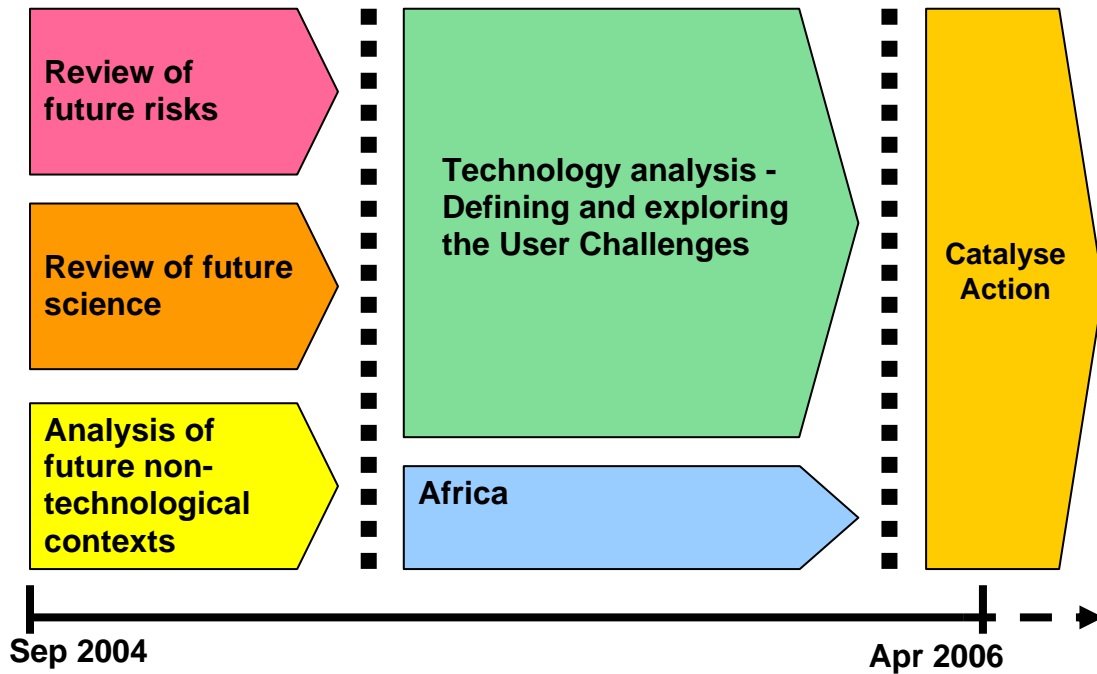 Review of
future risks
Review of future
science
Analysis of
future non-
technological
contexts
Technology analysis -
Defining and exploring
the User Challenges
Africa
Catalyse
Action
Sep 2004
Apr 2006